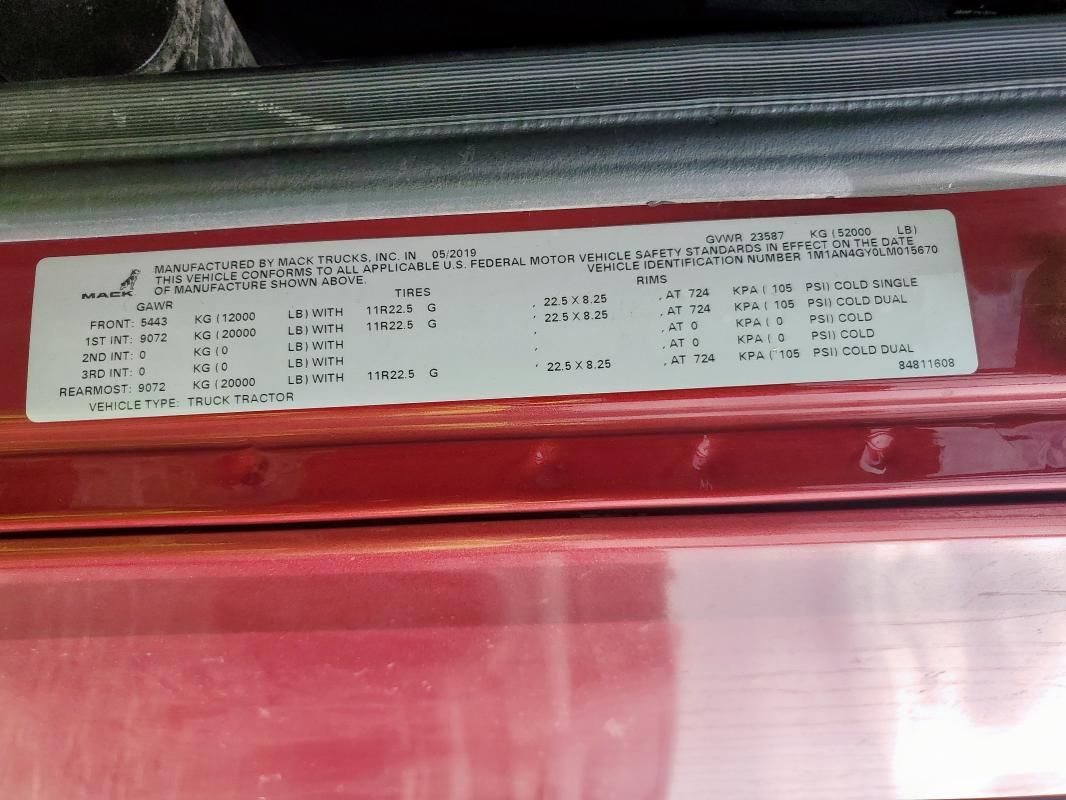 MACK
MANUFACTURED BY MACK TRUCKS, INC. IN 05/2019 GVWR 23587 KG (52000 LB)
THIS VEHICLE CONFORMS TO ALL APPLICABLE U.S. FEDERAL MOTOR VEHICLE SAFETY STANDARDS IN EFFECT ON THE DATE
OF MANUFACTURE SHOWN ABOVE. VEHICLE IDENTIFICATION NUMBER 1M1AN4GY0LM015670
GAWR TIRES RIMS
FRONT: 5443 KG (12000 LB) WITH 11R22.5 G , 22.5 X 8.25 , AT 724 KPA ( 105 PSI) COLD SINGLE
1ST INT: 9072 KG (20000 LB) WITH 11R22.5 G , 22.5 X 8.25 , AT 724 KPA ( 105 PSI) COLD DUAL
2ND INT: 0 KG (0 LB) WITH , , AT 0 KPA ( 0 PSI) COLD
3RD INT: 0 KG (0 LB) WITH , , AT 0 KPA ( 0 PSI) COLD
REARMOST: 9072 KG (20000 LB) WITH 11R22.5 G , 22.5 X 8.25 , AT 724 KPA ( 105 PSI) COLD DUAL
VEHICLE TYPE: TRUCK TRACTOR 84811608